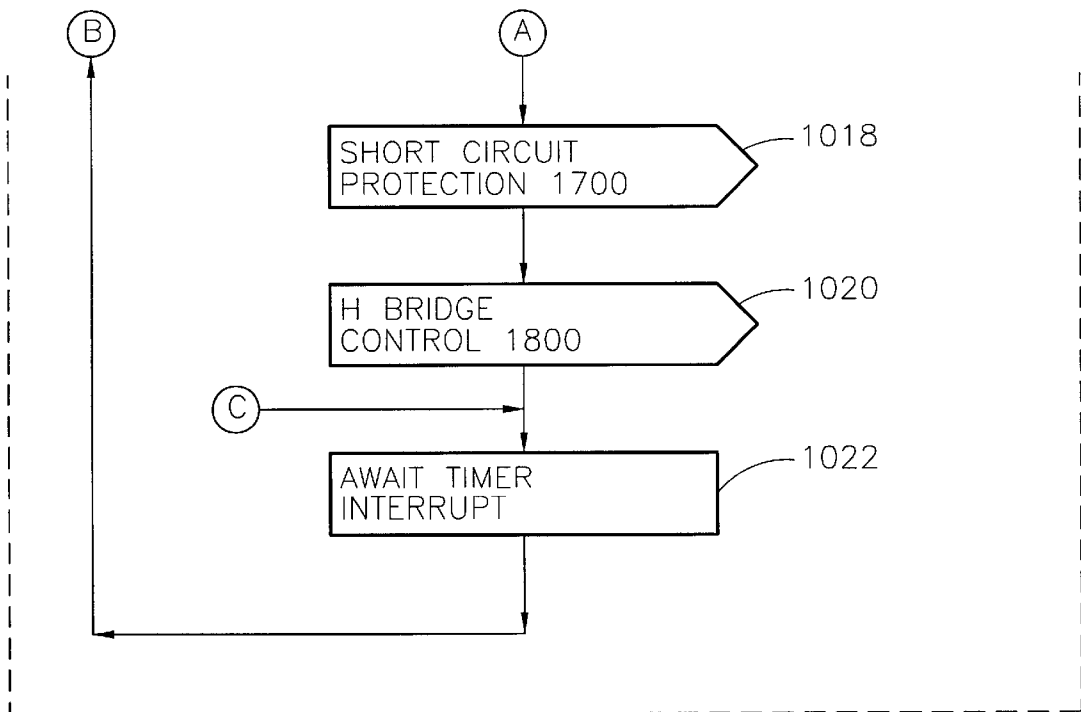 B
A
SHORT CIRCUIT
PROTECTION 1700
1018
H BRIDGE
CONTROL 1800
1020
C
AWAIT TIMER
INTERRUPT
1022